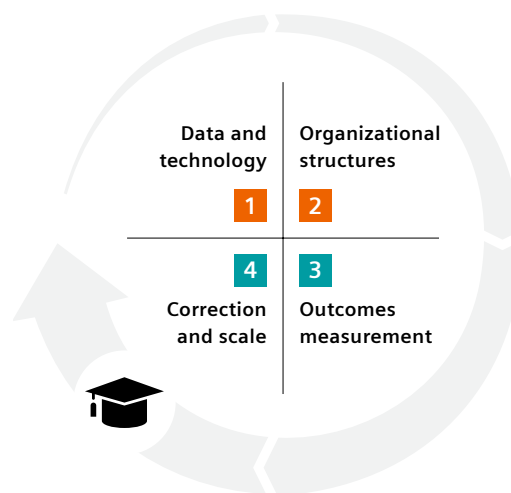 Data and
technology
1
Organizational
structures
2
4
Correction
and scale
3
Outcomes
measurement